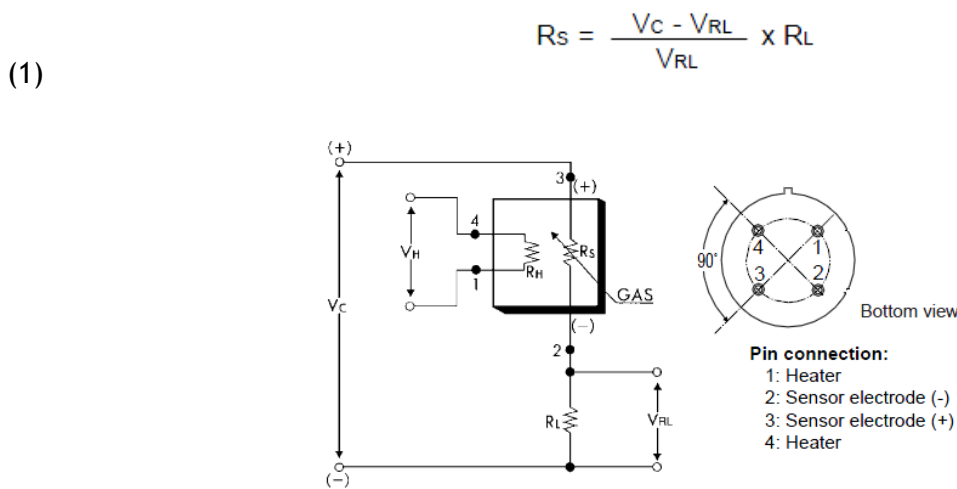 Rs = (Vc - VRL) / VRL x RL
(1)
(+)
3
(+)
4
VH
RH
Rs
1
GAS
Vc
(-)
2
RL
VRL
(-)
90°
4
1
3
2
Bottom view
Pin connection:
1: Heater
2: Sensor electrode (-)
3: Sensor electrode (+)
4: Heater